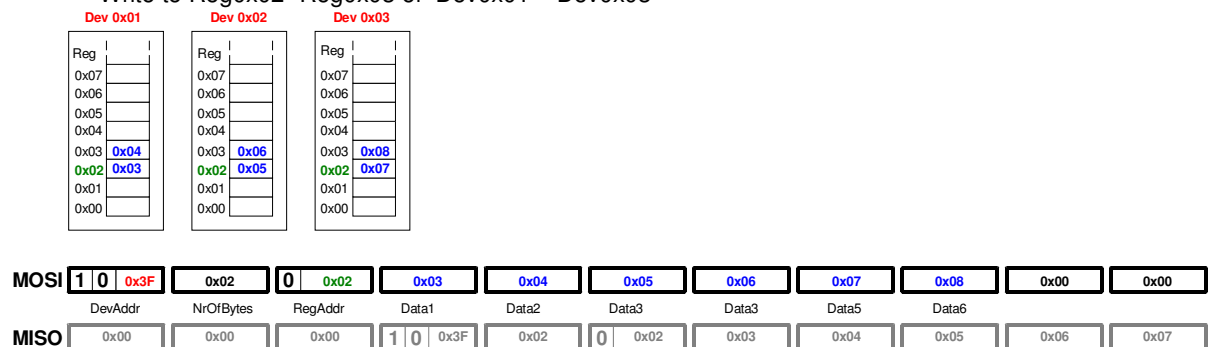 Write to Reg0x02 -Reg0x03 of Dev0x01 – Dev0x03
Dev 0x01 Dev 0x02 Dev 0x03
Reg Reg Reg
0x07 0x07 0x07
0x06 0x06 0x06
0x05 0x05 0x05
0x04 0x04 0x04
0x03 0x04 0x03 0x06 0x03 0x08
0x02 0x03 0x02 0x05 0x02 0x07
0x01 0x01 0x01
0x00 0x00 0x00
MOSI 1 0 0x3F 0x02 0 0x02 0x03 0x04 0x05 0x06 0x07 0x08 0x00 0x00
DevAddr NrOfBytes RegAddr Data1 Data2 Data3 Data3 Data5 Data6
MISO 0x00 0x00 0x00 1 0 0x3F 0x02 0 0x02 0x03 0x04 0x05 0x06 0x07